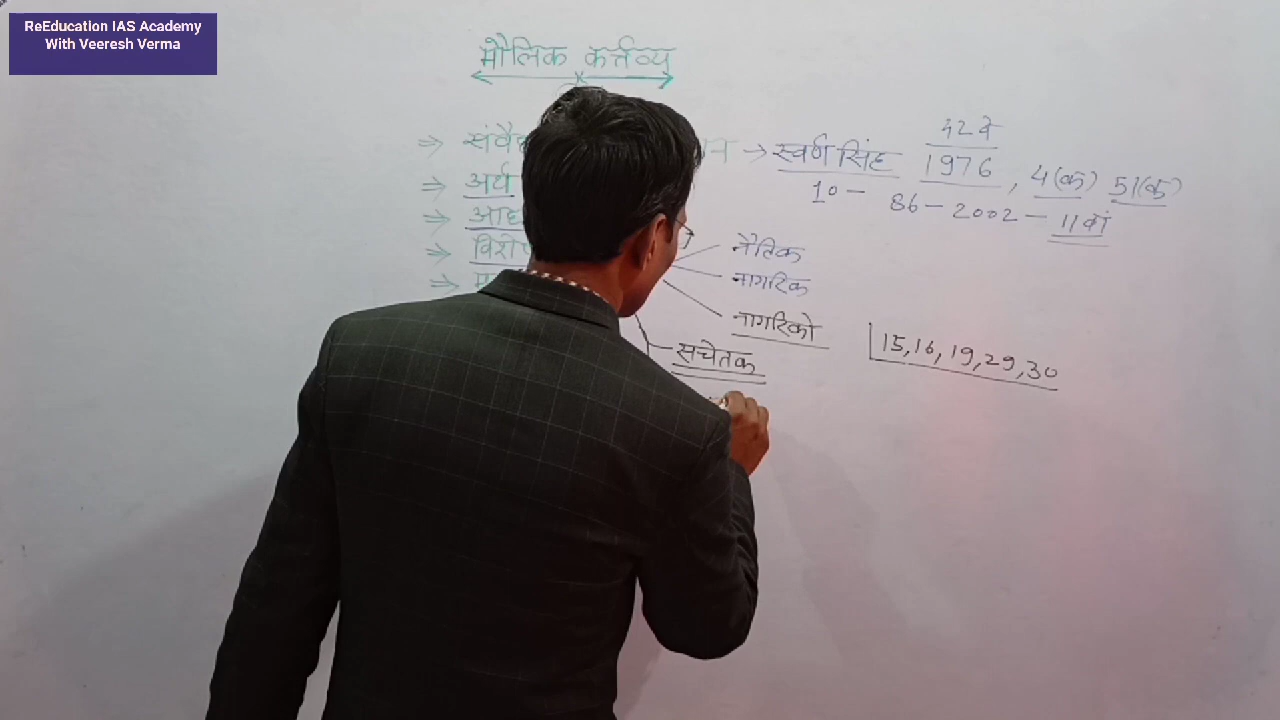 ReEducation IAS Academy
With Veeresh Verma
मौलिक कर्त्तव्य
42वे
⇒ → स्वर्ण सिंह 1976, 4(क) 51(क)
⇒ अर्थ 10 - 86 - 2002 - 11वां
⇒
⇒ नैतिक
⇒ नागरिक
नागरिको 15, 16, 19, 29, 30
सचेतक